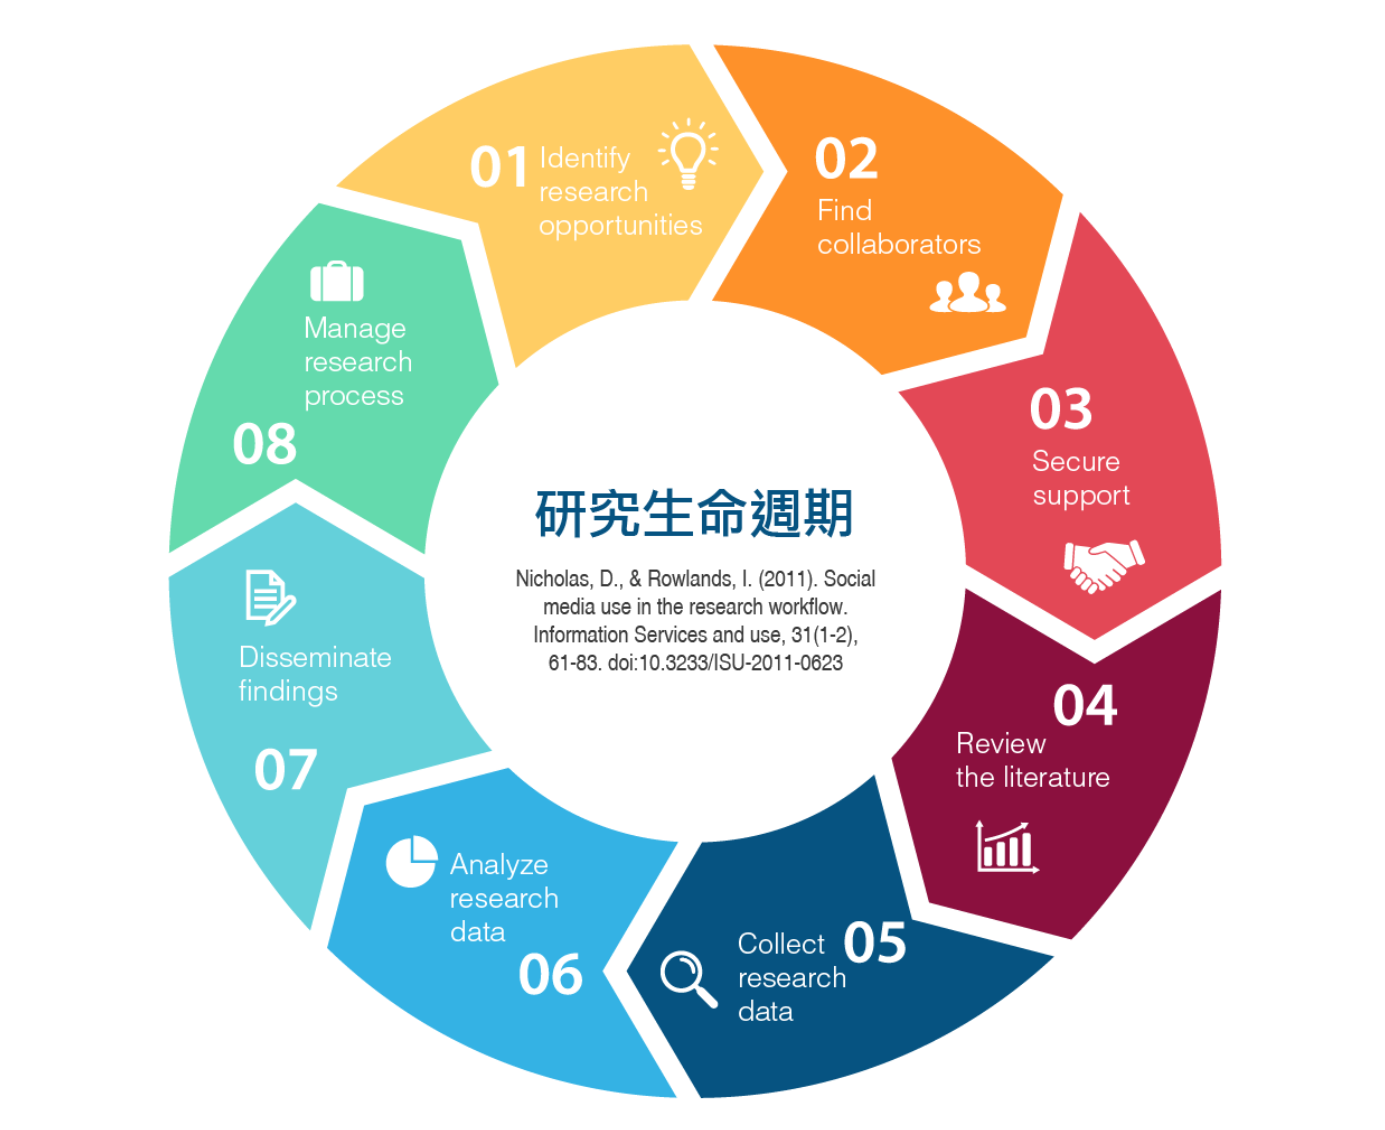 01
Identify
research
opportunities
02
Find
collaborators
03
Secure
support
04
Review
the literature
05
Collect
research
data
06
Analyze
research
data
07
Disseminate
findings
08
Manage
research
process
研究生命週期
Nicholas, D., & Rowlands, I. (2011). Social
media use in the research workflow.
Information Services and use, 31(1-2),
61-83. doi:10.3233/ISU-2011-0623